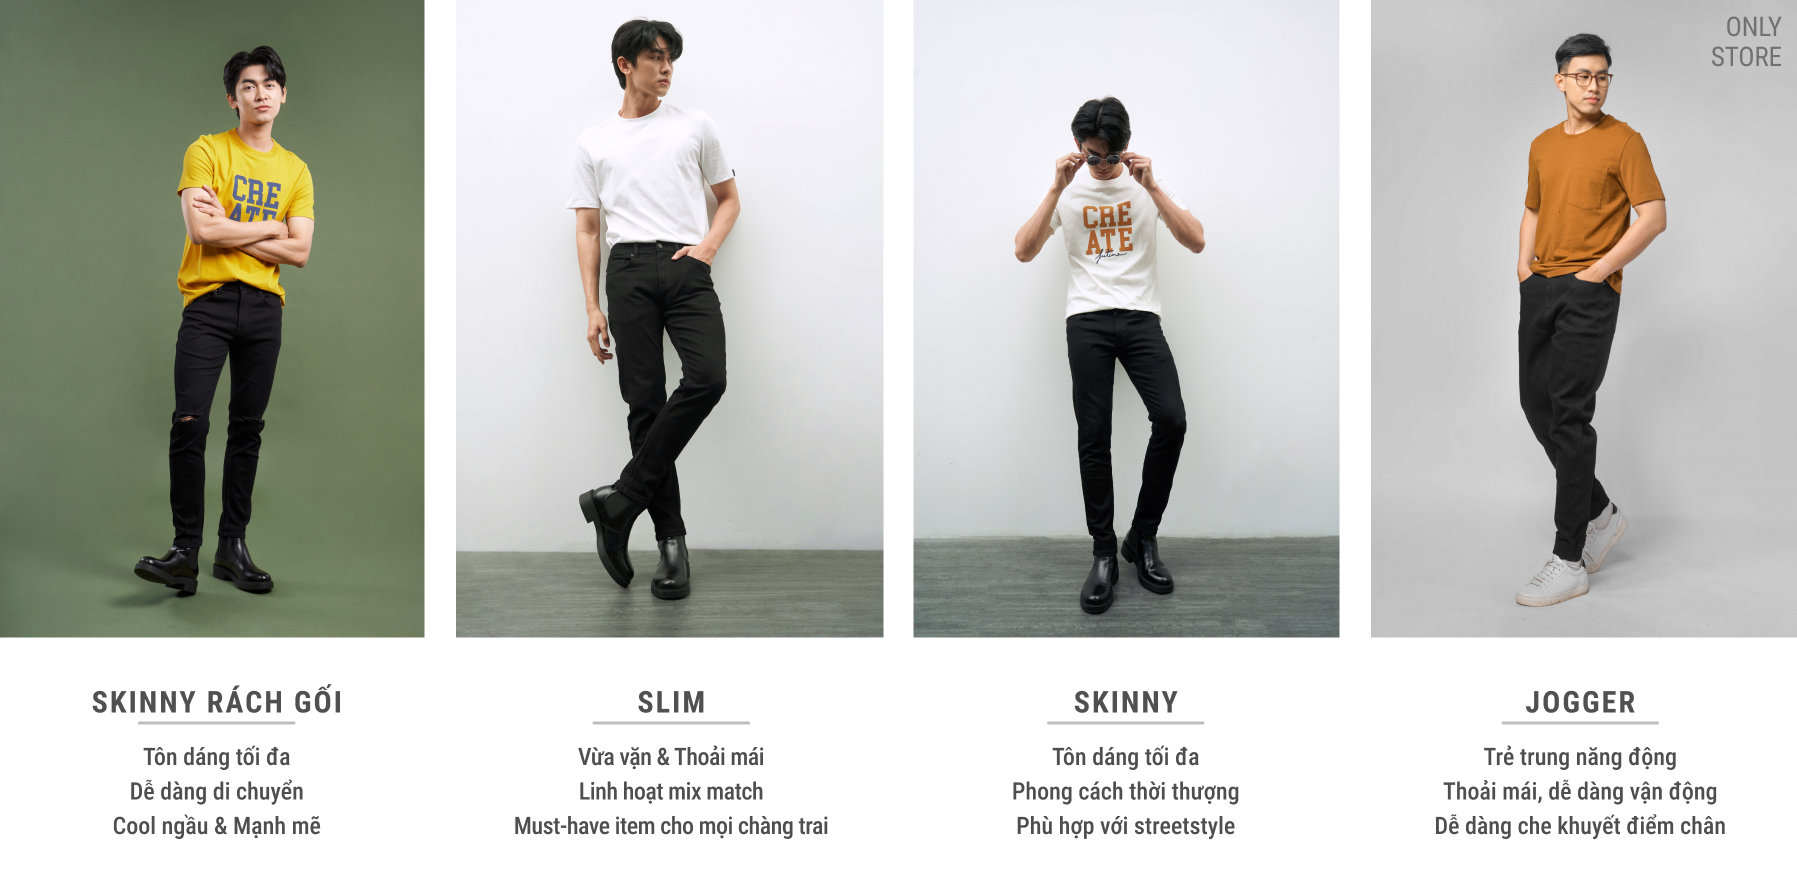 ONLY
STORE
CRE
ATE
CRE
ATE
SKINNY RÁCH GỐI
Tôn dáng tối đa
Dễ dàng di chuyển
Cool ngầu & Mạnh mẽ
SLIM
Vừa vặn & Thoải mái
Linh hoạt mix match
Must-have item cho mọi chàng trai
SKINNY
Tôn dáng tối đa
Phong cách thời thượng
Phù hợp với streetstyle
JOGGER
Trẻ trung năng động
Thoải mái, dễ dàng vận động
Dễ dàng che khuyết điểm chân